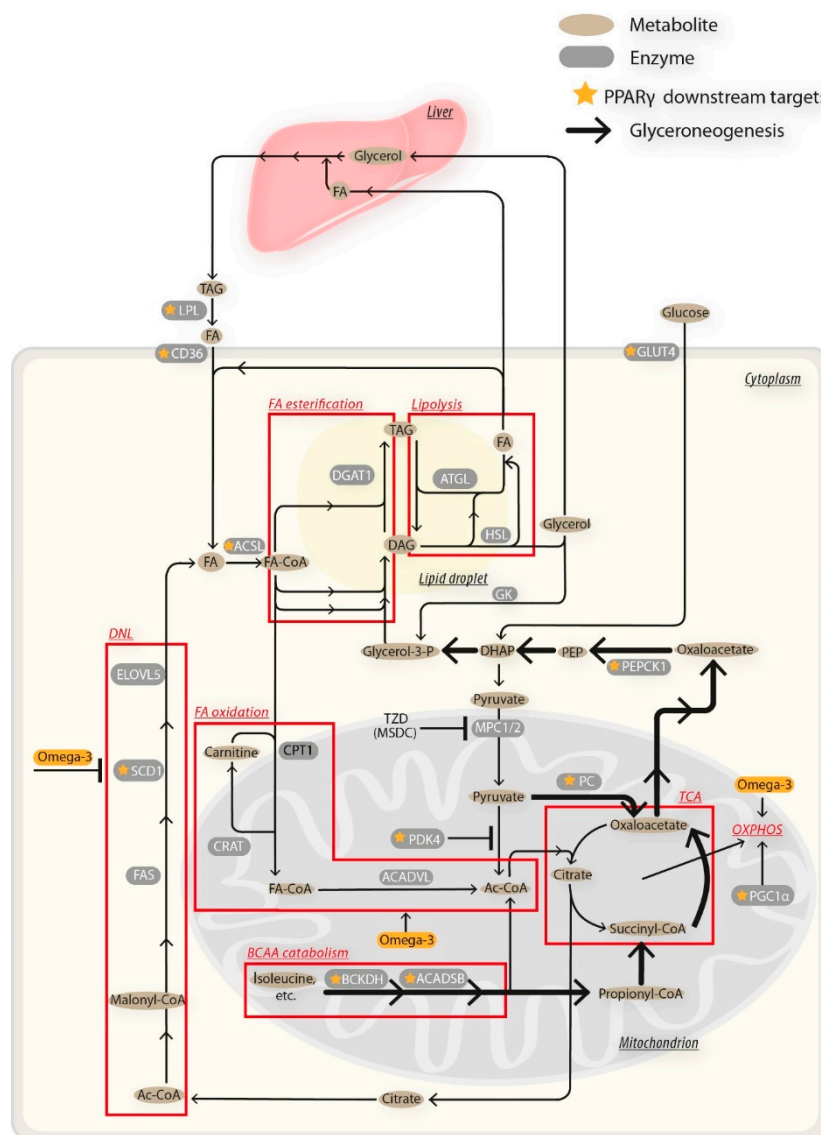 Metabolite
Enzyme
PPARγ downstream targets
Glyceroneogenesis
Liver
Glycerol
FA
TAG
LPL
FA
CD36
Glucose
GLUT4
Cytoplasm
FA esterification
Lipolysis
TAG
FA
DGAT1
ATGL
HSL
Glycerol
DAG
FA
ACSL
FA-CoA
Lipid droplet
GK
DNL
Glycerol-3-P
DHAP
PEP
PEPCK1
Oxaloacetate
ELOVL5
FA oxidation
Pyruvate
TZD
(MSDC)
MPC1/2
Carnitine
CPT1
Omega-3
SCD1
Pyruvate
PC
TCA
Omega-3
Oxaloacetate
OXPHOS
PDK4
CRAT
Citrate
FAS
FA-CoA
ACADVL
Ac-CoA
PGC1α
Succinyl-CoA
Omega-3
BCAA catabolism
Isoleucine,
etc.
BCKDH
ACADSB
Propionyl-CoA
Malonyl-CoA
Mitochondrion
Ac-CoA
Citrate